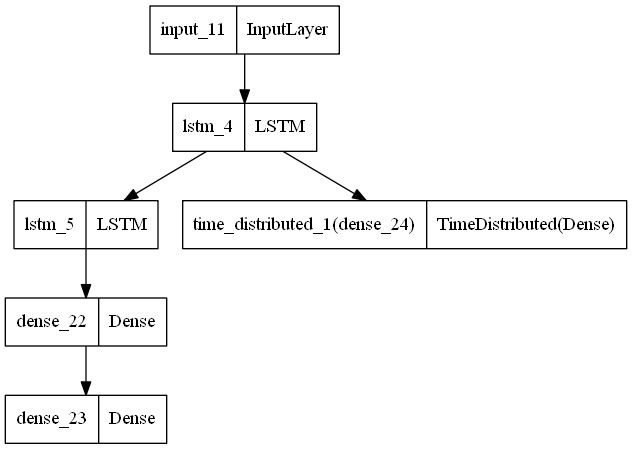 input_11 InputLayer
lstm_4 LSTM
lstm_5 LSTM
time_distributed_1(dense_24) TimeDistributed(Dense)
dense_22 Dense
dense_23 Dense